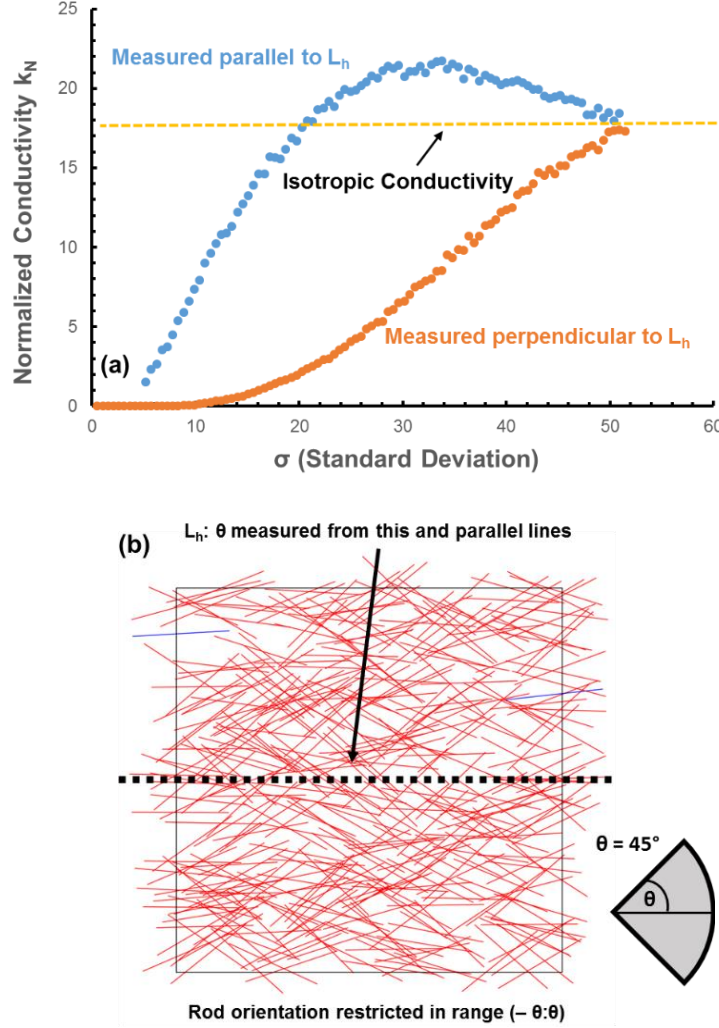 25
Measured parallel to Lₕ
20
15
Isotropic Conductivity
10
Normalized Conductivity k_N
5
Measured perpendicular to Lₕ
(a)
0
0 10 20 30 40 50 60
σ (Standard Deviation)
(b)
Lₕ: θ measured from this and parallel lines
θ = 45°
θ
Rod orientation restricted in range (– θ:θ)